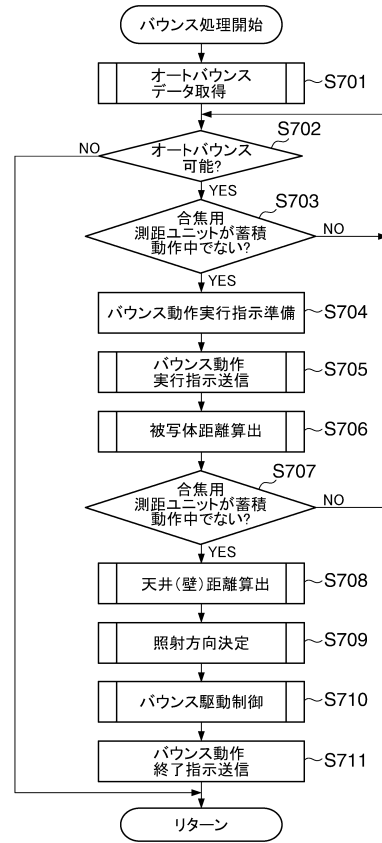 バウンス処理開始
オートバウンス
データ取得
S701
S702
オートバウンス
可能?
NO
YES
S703
合焦用
測距ユニットが蓄積
動作中でない?
NO
YES
バウンス動作実行指示準備
S704
バウンス動作
実行指示送信
S705
被写体距離算出
S706
S707
合焦用
測距ユニットが蓄積
動作中でない?
NO
YES
天井(壁)距離算出
S708
照射方向決定
S709
バウンス駆動制御
S710
バウンス動作
終了指示送信
S711
リターン